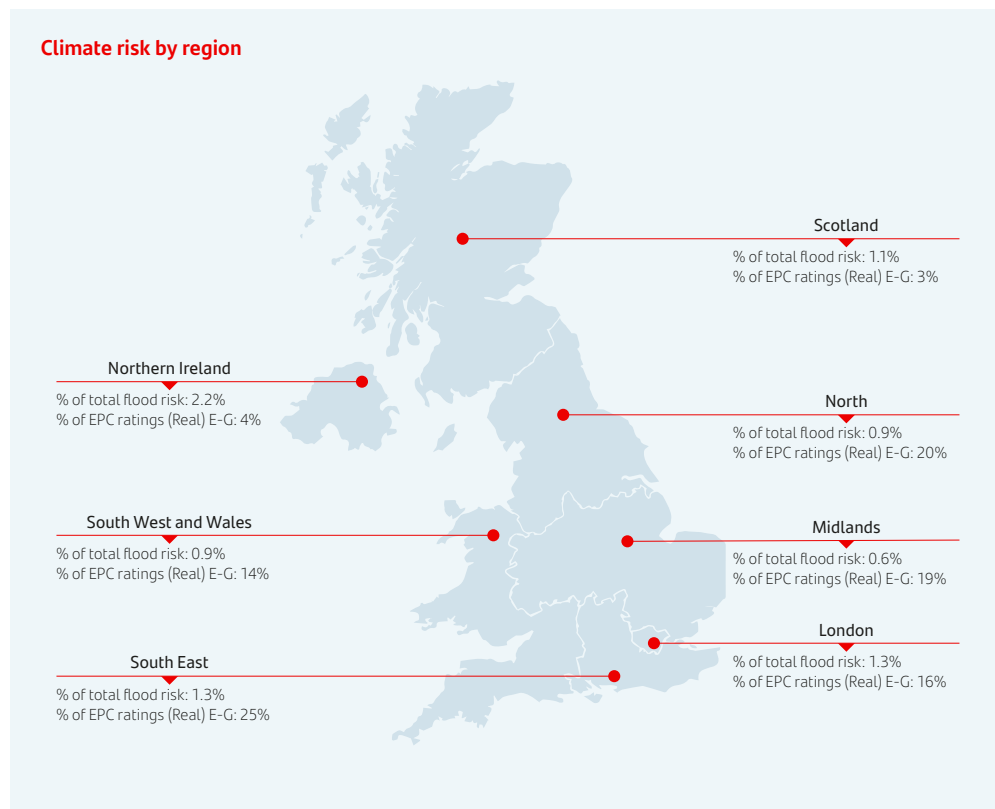 Climate risk by region
Scotland
% of total flood risk: 1.1%
% of EPC ratings (Real) E-G: 3%
Northern Ireland
% of total flood risk: 2.2%
% of EPC ratings (Real) E-G: 4%
North
% of total flood risk: 0.9%
% of EPC ratings (Real) E-G: 20%
South West and Wales
% of total flood risk: 0.9%
% of EPC ratings (Real) E-G: 14%
Midlands
% of total flood risk: 0.6%
% of EPC ratings (Real) E-G: 19%
London
% of total flood risk: 1.3%
% of EPC ratings (Real) E-G: 16%
South East
% of total flood risk: 1.3%
% of EPC ratings (Real) E-G: 25%